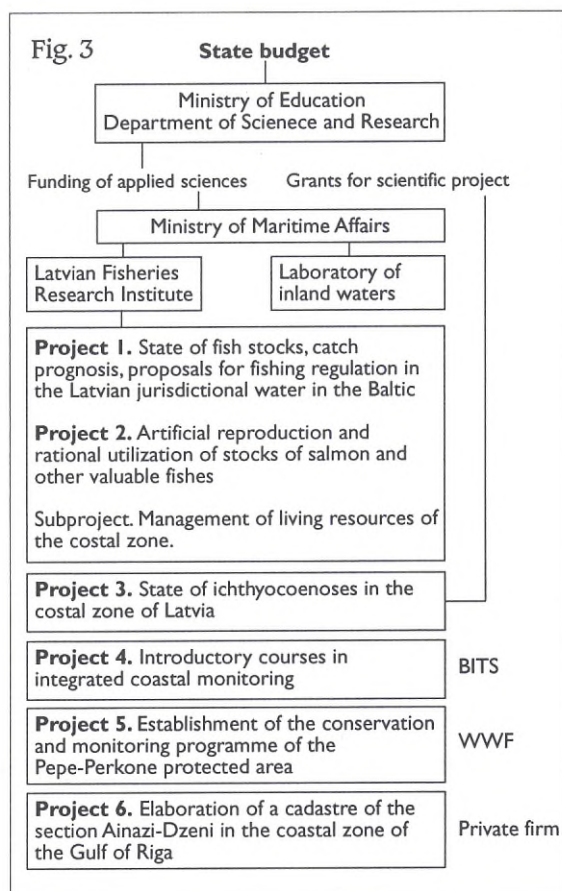 Fig. 3
State budget
Ministry of Education
Department of Scienece and Research
Funding of applied sciences
Grants for scientific project
Ministry of Maritime Affairs
Latvian Fisheries
Research Institute
Laboratory of
inland waters
Project 1. State of fish stocks, catch
prognosis, proposals for fishing regulation in
the Latvian jurisdictional water in the Baltic
Project 2. Artificial reproduction and
rational utilization of stocks of salmon and
other valuable fishes
Subproject. Management of living resources of
the costal zone.
Project 3. State of ichthyocoenoses in the
costal zone of Latvia
Project 4. Introductory courses in
integrated coastal monitoring
BITS
Project 5. Establishment of the conservation
and monitoring programme of the
Pepe-Perkone protected area
WWF
Project 6. Elaboration of a cadastre of the
section Ainazi-Dzeni in the coastal zone of
the Gulf of Riga
Private firm